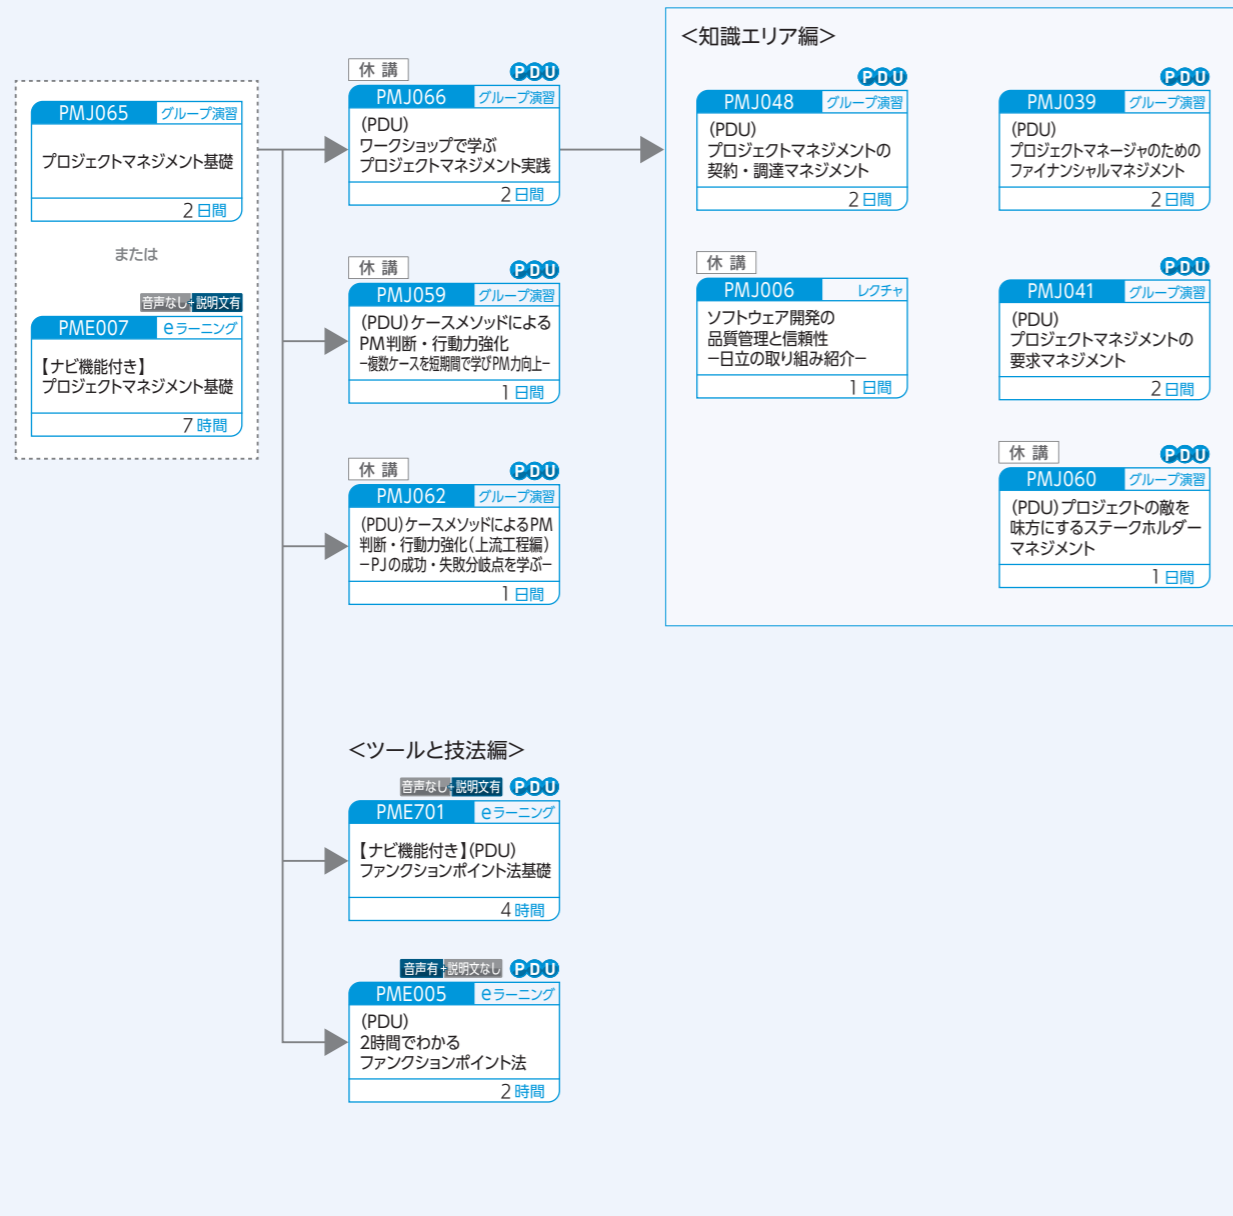 PMJ065 グループ演習
プロジェクトマネジメント基礎
2日間
または
音声なし+説明文有
PME007 eラーニング
【ナビ機能付き】
プロジェクトマネジメント基礎
7時間
休講 PDU
PMJ066 グループ演習
(PDU)
ワークショップで学ぶ
プロジェクトマネジメント実践
2日間
休講 PDU
PMJ059 グループ演習
(PDU)ケースメソッドによる
PM判断・行動力強化
−複数ケースを短期間で学びPM力向上−
1日間
休講 PDU
PMJ062 グループ演習
(PDU)ケースメソッドによるPM
判断・行動力強化(上流工程編)
−PJの成功・失敗分岐点を学ぶ−
1日間
<ツールと技法編>
音声なし+説明文有 PDU
PME701 eラーニング
【ナビ機能付き】(PDU)
ファンクションポイント法基礎
4時間
音声有+説明文なし PDU
PME005 eラーニング
(PDU)
2時間でわかる
ファンクションポイント法
2時間
<知識エリア編>
PDU
PMJ048 グループ演習
(PDU)
プロジェクトマネジメントの
契約・調達マネジメント
2日間
休講
PMJ006 レクチャ
ソフトウェア開発の
品質管理と信頼性
−日立の取り組み紹介−
1日間
PDU
PMJ039 グループ演習
(PDU)
プロジェクトマネージャのための
ファイナンシャルマネジメント
2日間
PDU
PMJ041 グループ演習
(PDU)
プロジェクトマネジメントの
要求マネジメント
2日間
休講 PDU
PMJ060 グループ演習
(PDU)プロジェクトの敵を
味方にするステークホルダー
マネジメント
1日間